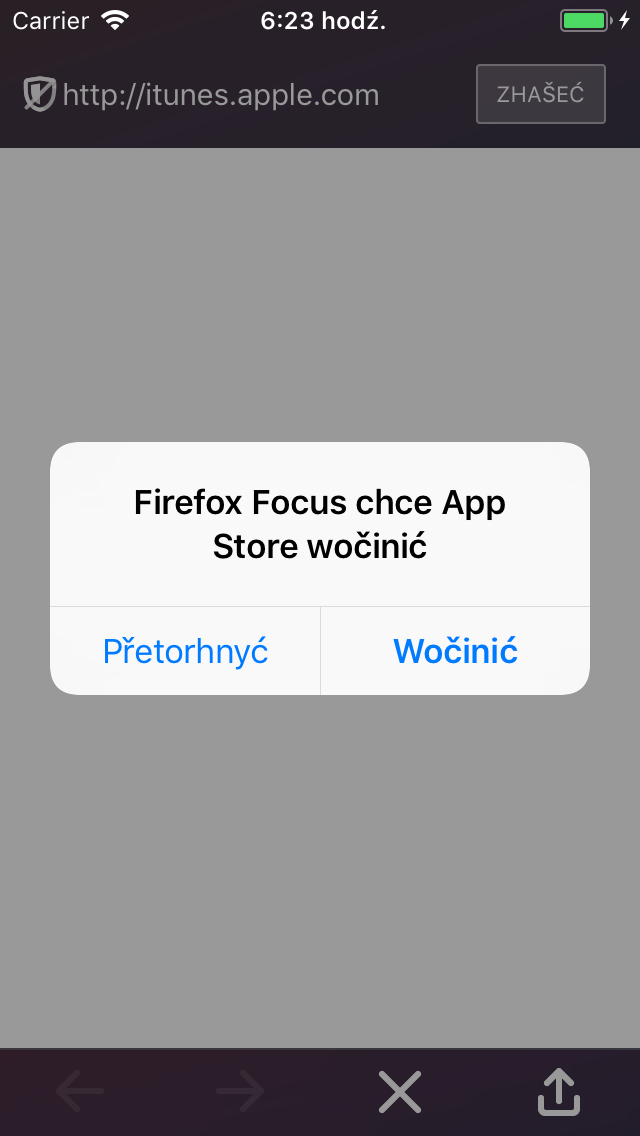 Carrier 6:23 hodź.
http://itunes.apple.com ZHAŠEĆ
Firefox Focus chce App
Store wočinić
Přetorhnyć Wočinić